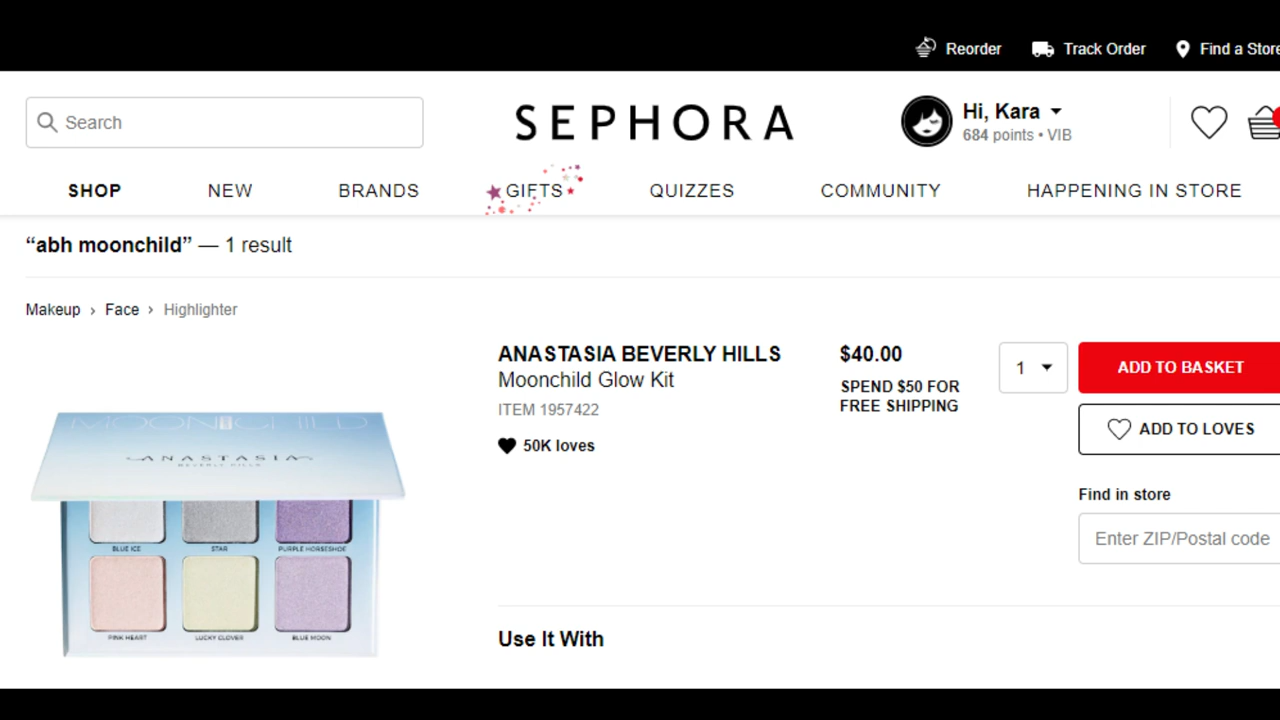 Reorder Track Order Find a Store
Search
SEPHORA
Hi, Kara
684 points • VIB
SHOP NEW BRANDS GIFTS QUIZZES COMMUNITY HAPPENING IN STORE
“abh moonchild” — 1 result
Makeup › Face › Highlighter
ANASTASIA BEVERLY HILLS
Moonchild Glow Kit
ITEM 1957422
50K loves
$40.00
SPEND $50 FOR
FREE SHIPPING
1
ADD TO BASKET
ADD TO LOVES
Find in store
Enter ZIP/Postal code
MOONCHILD
ANASTASIA
BEVERLY HILLS
BLUE ICE STAR PURPLE HORSESHOE
PINK HEART LUCKY CLOVER BLUE MOON
Use It With